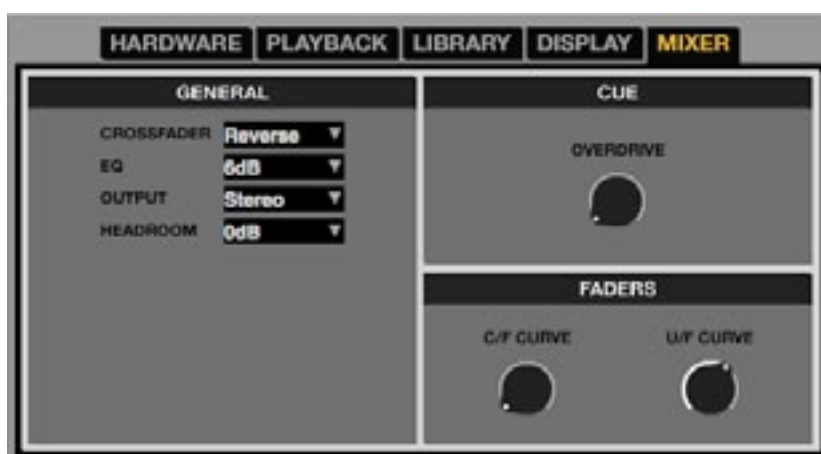 HARDWARE PLAYBACK LIBRARY DISPLAY MIXER
GENERAL
CROSSFADER Reverse
EQ 6dB
OUTPUT Stereo
HEADROOM 0dB
CUE
OVERDRIVE
FADERS
C/F CURVE U/F CURVE